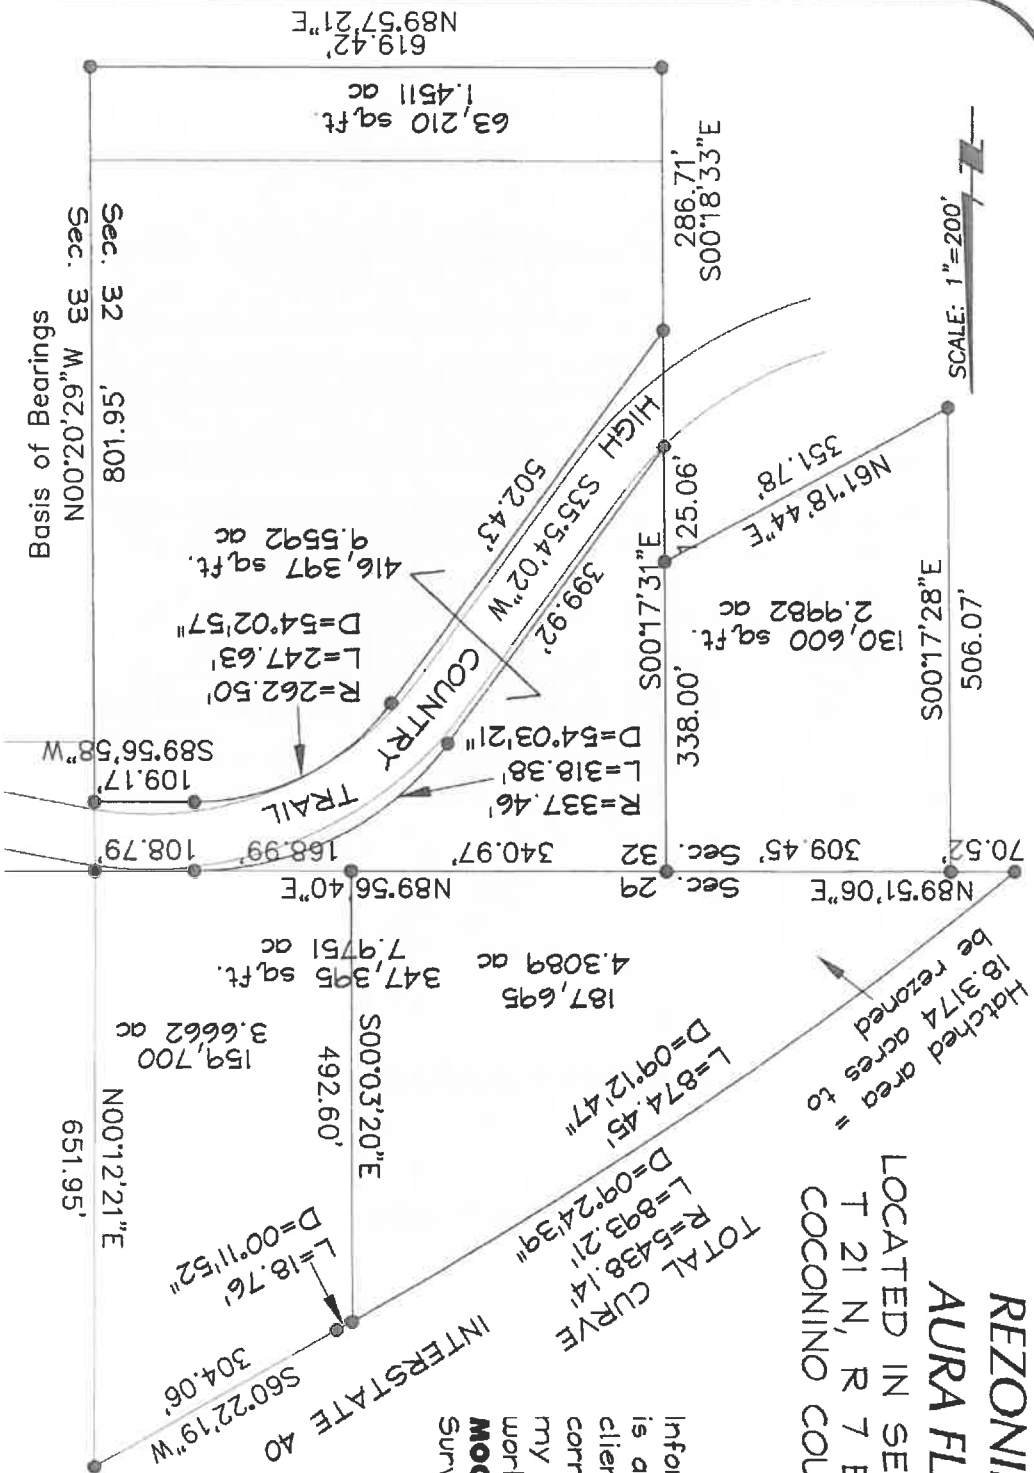 REZONI
AURA FL
LOCATED IN SE
T 21 N, R 7 E
COCONINO COU
Infor
is a
clien
corr
my
work
MOG
Surv
N89°57'21"E
619.42'
63,210 sq.ft.
1.4511 ac
286.71'
S00°18'33"E
SCALE: 1"=200'
Basis of Bearings
N00°20'29"W
801.95'
Sec. 32
Sec. 33
HIGH
COUNTRY
TRAIL
502.43'
S35°54'02"W
399.92'
416,397 sq.ft.
9.5592 ac
R=262.50'
L=247.63'
D=54°02'57"
R=337.46'
L=318.38'
D=54°03'21"
S89°56'58"W
109.17'
S00°17'31"E
125.06'
338.00'
N61°18'44"E
351.78'
130,600 sq.ft.
2.9982 ac
S00°17'28"E
506.07'
108.79'
168.99'
340.97'
309.45'
70.52'
N89°56'40"E
N89°51'06"E
Sec. 29
Sec. 32
Hatched area =
18.3174 acres to
be rezoned
347,395 sq.ft.
7.9751 ac
187,695
4.3089 ac
159,700
3.6662 ac
S00°03'20"E
492.60'
N00°12'21"E
651.95'
L=874.45'
D=09°12'47"
TOTAL CURVE
R=5438.14'
L=893.21'
D=09°24'39"
L=18.76'
D=00°11'52"
INTERSTATE 40
S60°22'19"W
304.06'